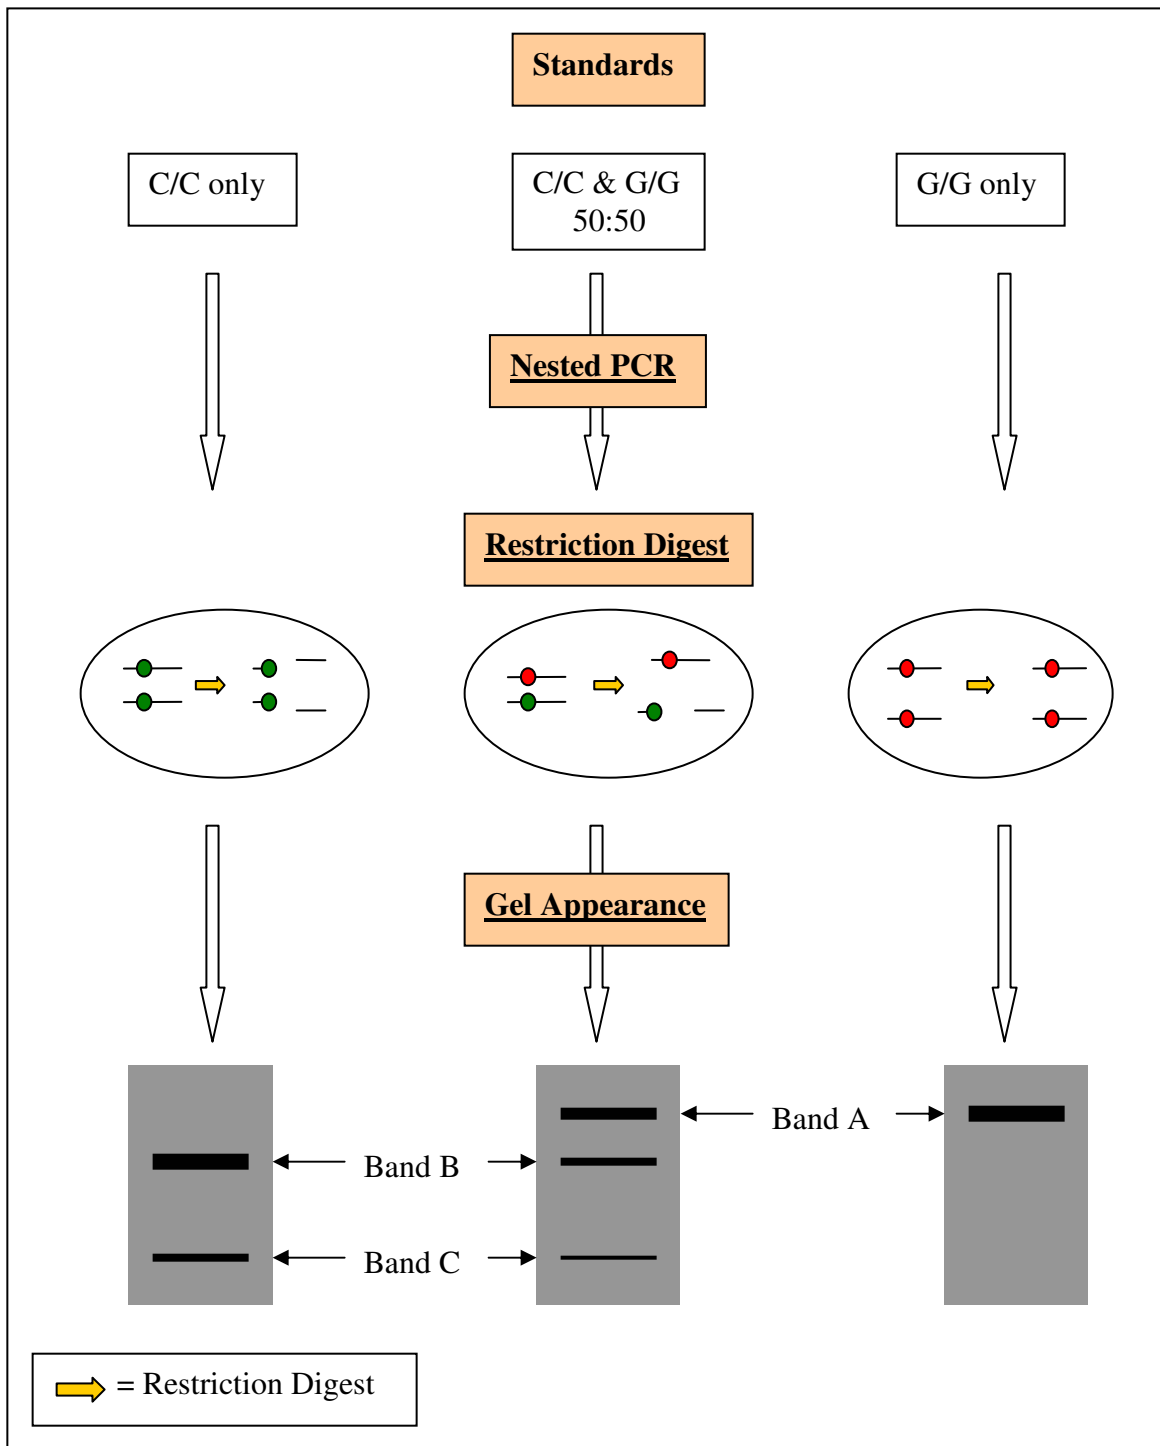 Standards
C/C only
C/C & G/G
50:50
G/G only
Nested PCR
Restriction Digest
Gel Appearance
Band A
Band B
Band C
= Restriction Digest